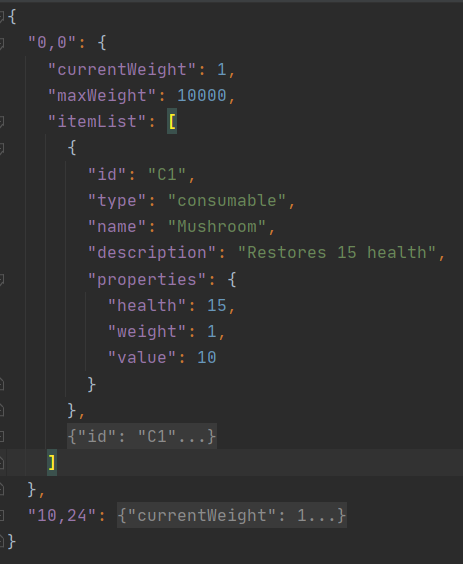 {
  "0,0": {
    "currentWeight": 1,
    "maxWeight": 10000,
    "itemList": [
      {
        "id": "C1",
        "type": "consumable",
        "name": "Mushroom",
        "description": "Restores 15 health",
        "properties": {
          "health": 15,
          "weight": 1,
          "value": 10
        }
      },
      {"id": "C1"...}
    ]
  },
  "10,24": {"currentWeight": 1...}
}